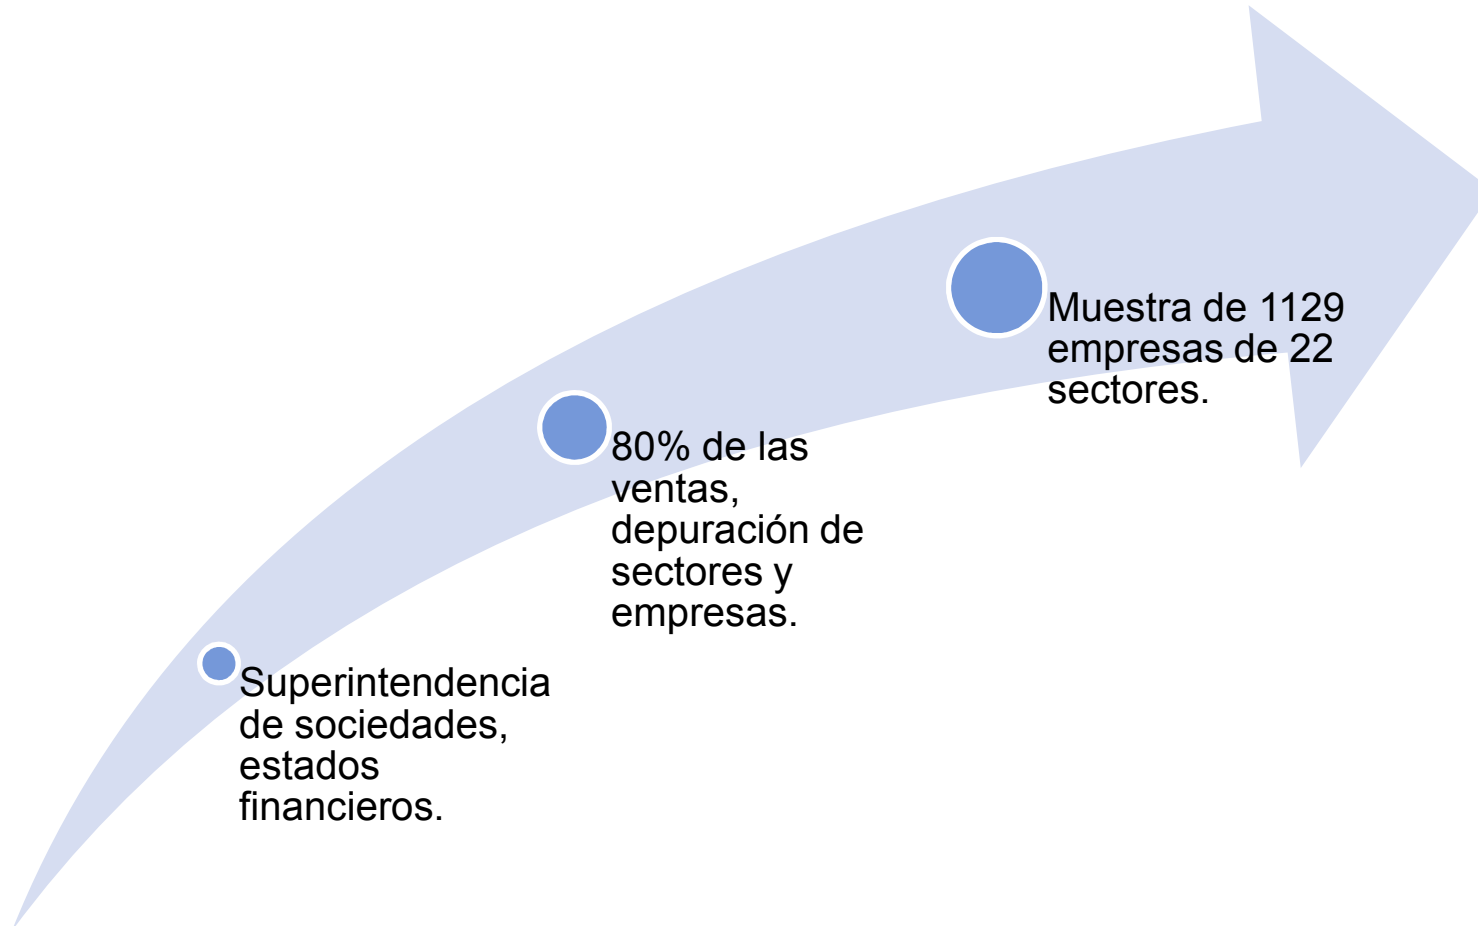 Superintendencia
de sociedades,
estados
financieros.
80% de las
ventas,
depuración de
sectores y
empresas.
Muestra de 1129
empresas de 22
sectores.